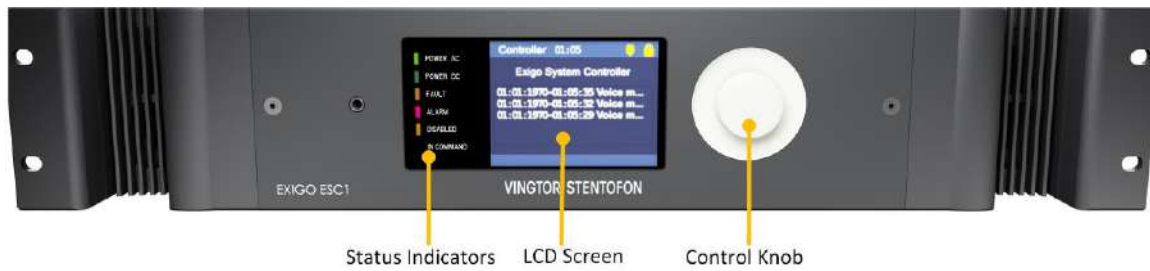 Controller 01:05
Exigo System Controller
01:01:1970-01:05:35 Voice m...
01:01:1970-01:05:32 Voice m...
01:01:1970-01:05:29 Voice m...
POWER AC
POWER DC
FAULT
ALARM
DISABLED
IN COMMAND
EXIGO ESC1
VINGTOR STENTOFON
Status Indicators
LCD Screen
Control Knob